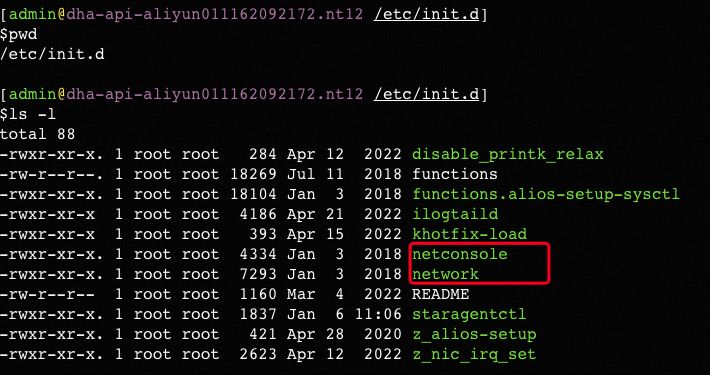 [admin@dha-api-aliyun011162092172.nt12 /etc/init.d]
$pwd
/etc/init.d
[admin@dha-api-aliyun011162092172.nt12 /etc/init.d]
$ls -l
total 88
-rwxr-xr-x. 1 root root   284 Apr 12  2022 disable_printk_relax
-rw-r--r--. 1 root root 18269 Jul 11  2018 functions
-rwxr-xr-x. 1 root root 18104 Jan  3  2018 functions.alios-setup-sysctl
-rwxr-xr-x  1 root root  4186 Apr 21  2022 ilogtaild
-rwxr-xr-x  1 root root   393 Apr 15  2022 khotfix-load
-rwxr-xr-x. 1 root root  4334 Jan  3  2018 netconsole
-rwxr-xr-x. 1 root root  7293 Jan  3  2018 network
-rw-r--r--  1 root root  1160 Mar  4  2022 README
-rwxr-xr-x. 1 root root  1837 Jan  6 11:06 staragentctl
-rwxr-xr-x. 1 root root   421 Apr 28  2020 z_alios-setup
-rwxr-xr-x. 1 root root  2623 Apr 12  2022 z_nic_irq_set